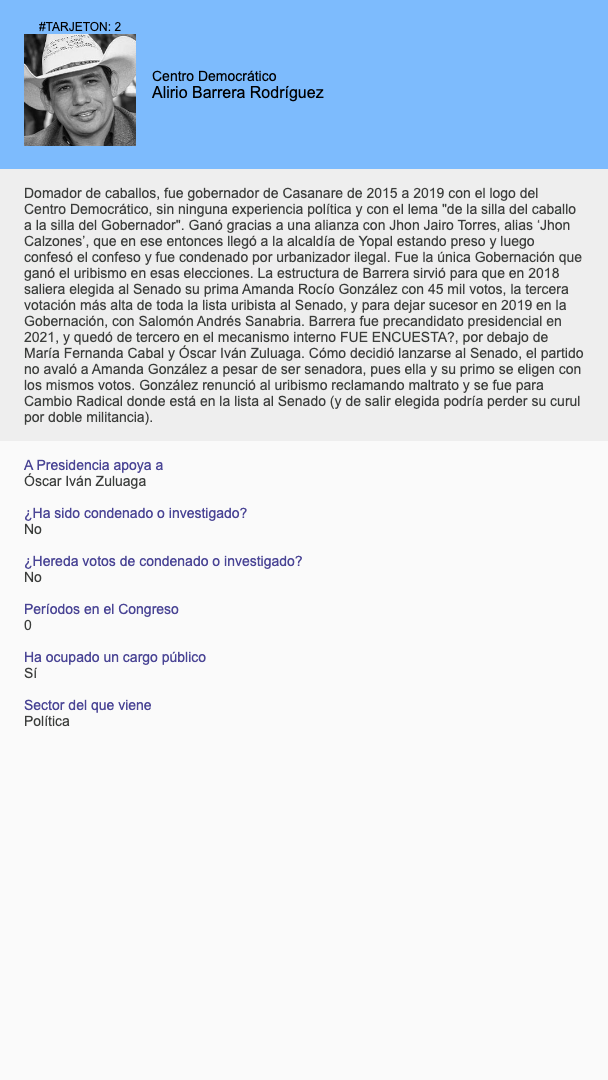 #TARJETON: 2
Centro Democrático
Alirio Barrera Rodríguez
Domador de caballos, fue gobernador de Casanare de 2015 a 2019 con el logo del
Centro Democrático, sin ninguna experiencia política y con el lema "de la silla del caballo
a la silla del Gobernador". Ganó gracias a una alianza con Jhon Jairo Torres, alias ‘Jhon
Calzones’, que en ese entonces llegó a la alcaldía de Yopal estando preso y luego
confesó el confeso y fue condenado por urbanizador ilegal. Fue la única Gobernación que
ganó el uribismo en esas elecciones. La estructura de Barrera sirvió para que en 2018
saliera elegida al Senado su prima Amanda Rocío González con 45 mil votos, la tercera
votación más alta de toda la lista uribista al Senado, y para dejar sucesor en 2019 en la
Gobernación, con Salomón Andrés Sanabria. Barrera fue precandidato presidencial en
2021, y quedó de tercero en el mecanismo interno FUE ENCUESTA?, por debajo de
María Fernanda Cabal y Óscar Iván Zuluaga. Cómo decidió lanzarse al Senado, el partido
no avaló a Amanda González a pesar de ser senadora, pues ella y su primo se eligen con
los mismos votos. González renunció al uribismo reclamando maltrato y se fue para
Cambio Radical donde está en la lista al Senado (y de salir elegida podría perder su curul
por doble militancia).
A Presidencia apoya a
Óscar Iván Zuluaga
¿Ha sido condenado o investigado?
No
¿Hereda votos de condenado o investigado?
No
Períodos en el Congreso
0
Ha ocupado un cargo público
Sí
Sector del que viene
Política